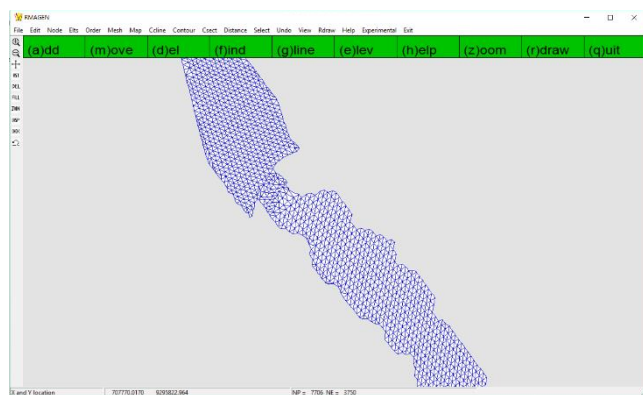 RMAGEN
File Edit Node Elts Order Mesh Map Ccline Contour Csect Distance Select Undo View Rdraw Help Experimental Exit
(a)dd (m)ove (d)el (f)ind (g)line (e)lev (h)elp (z)oom (r)draw (q)uit
X and Y location 707770.0170 9295822.964 NP = 7706 NE = 3750